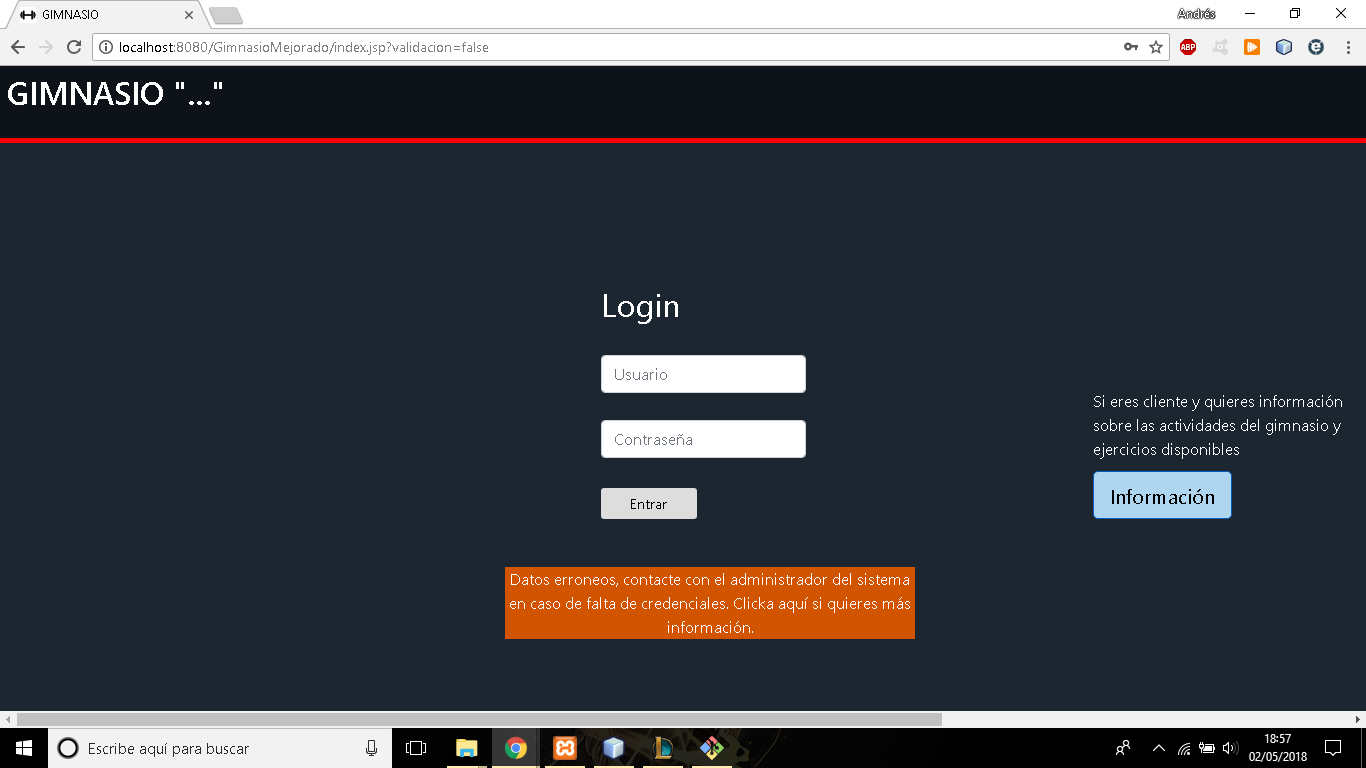 GIMNASIO
Andrés
localhost:8080/GimnasioMejorado/index.jsp?validacion=false
ABP
GIMNASIO "..."
Login
Usuario
Contraseña
Entrar
Si eres cliente y quieres información
sobre las actividades del gimnasio y
ejercicios disponibles
Información
Datos erroneos, contacte con el administrador del sistema
en caso de falta de credenciales. Clicka aquí si quieres más
información.
Escribe aquí para buscar
18:57
02/05/2018